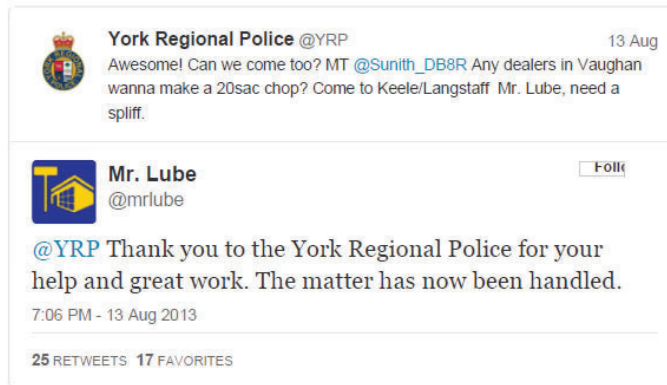 York Regional Police @YRP 13 Aug
Awesome! Can we come too? MT @Sunith_DB8R Any dealers in Vaughan
wanna make a 20sac chop? Come to Keele/Langstaff Mr. Lube, need a
spliff.
Mr. Lube
@mrlube
@YRP Thank you to the York Regional Police for your
help and great work. The matter has now been handled.
7:06 PM - 13 Aug 2013
25 RETWEETS 17 FAVORITES